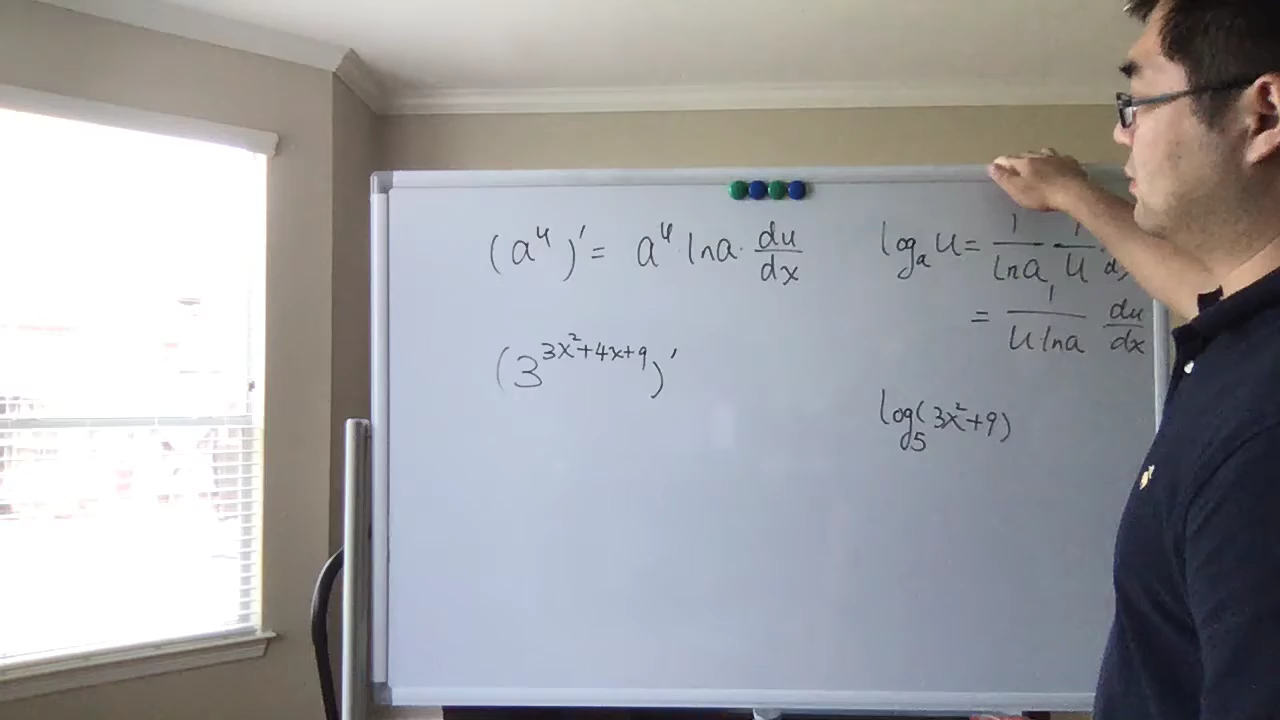 (a^u)' = a^u · ln a · du/dx
(3^(3x²+4x+9))'
log_a u = 1/ln a · 1/u ·
= 1/(u ln a) du/dx
log_5(3x²+9)